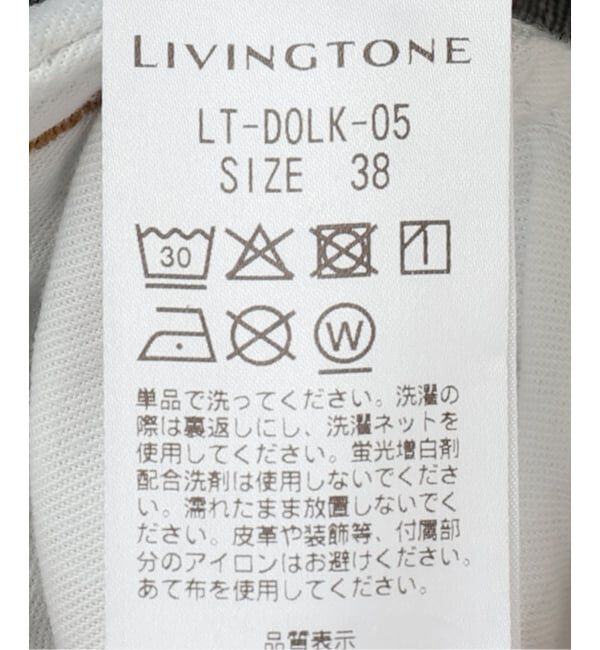 LIVINGTONE
LT-DOLK-05
SIZE 38
30
W
単品で洗ってください。洗濯の
際は裏返しにし、洗濯ネットを
使用してください。蛍光増白剤
配合洗剤は使用しないでくださ
い。濡れたまま放置しないでく
ださい。皮革や装飾等、付属部
分のアイロンはお避けください。
あて布を使用してください。
品質表示